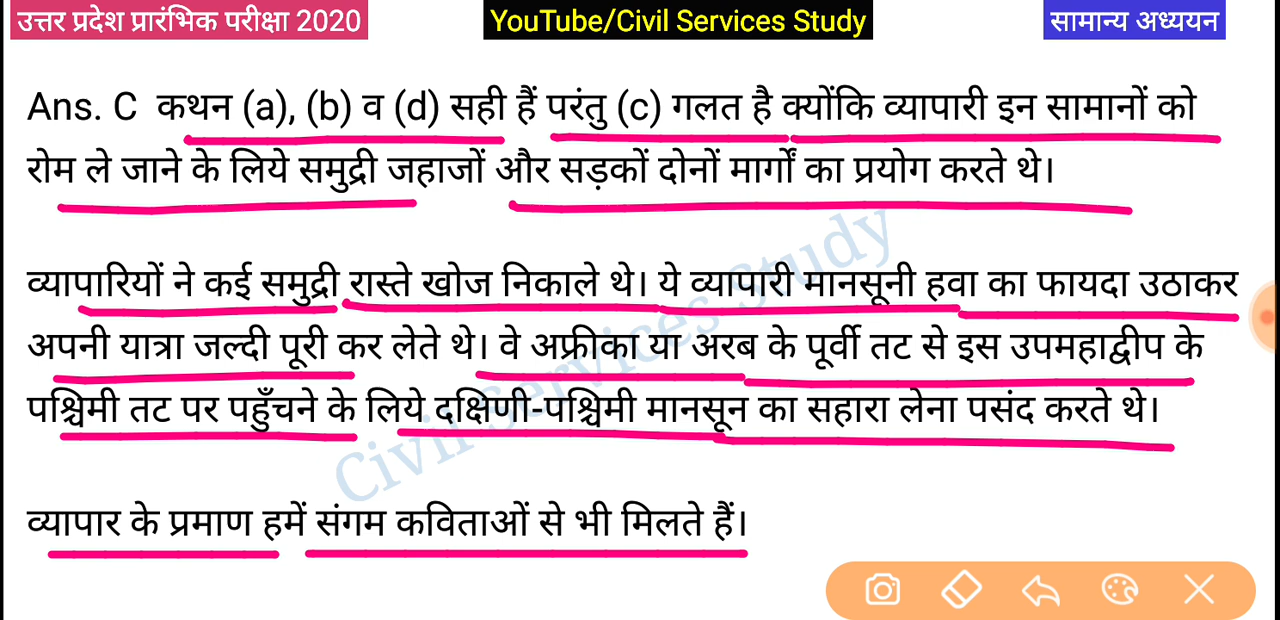 उत्तर प्रदेश प्रारंभिक परीक्षा 2020
YouTube/Civil Services Study
सामान्य अध्ययन
Ans. C कथन (a), (b) व (d) सही हैं परंतु (c) गलत है क्योंकि व्यापारी इन सामानों को
रोम ले जाने के लिये समुद्री जहाजों और सड़कों दोनों मार्गों का प्रयोग करते थे।
व्यापारियों ने कई समुद्री रास्ते खोज निकाले थे। ये व्यापारी मानसूनी हवा का फायदा उठाकर
अपनी यात्रा जल्दी पूरी कर लेते थे। वे अफ्रीका या अरब के पूर्वी तट से इस उपमहाद्वीप के
पश्चिमी तट पर पहुँचने के लिये दक्षिणी-पश्चिमी मानसून का सहारा लेना पसंद करते थे।
व्यापार के प्रमाण हमें संगम कविताओं से भी मिलते हैं।
Civil Services Study